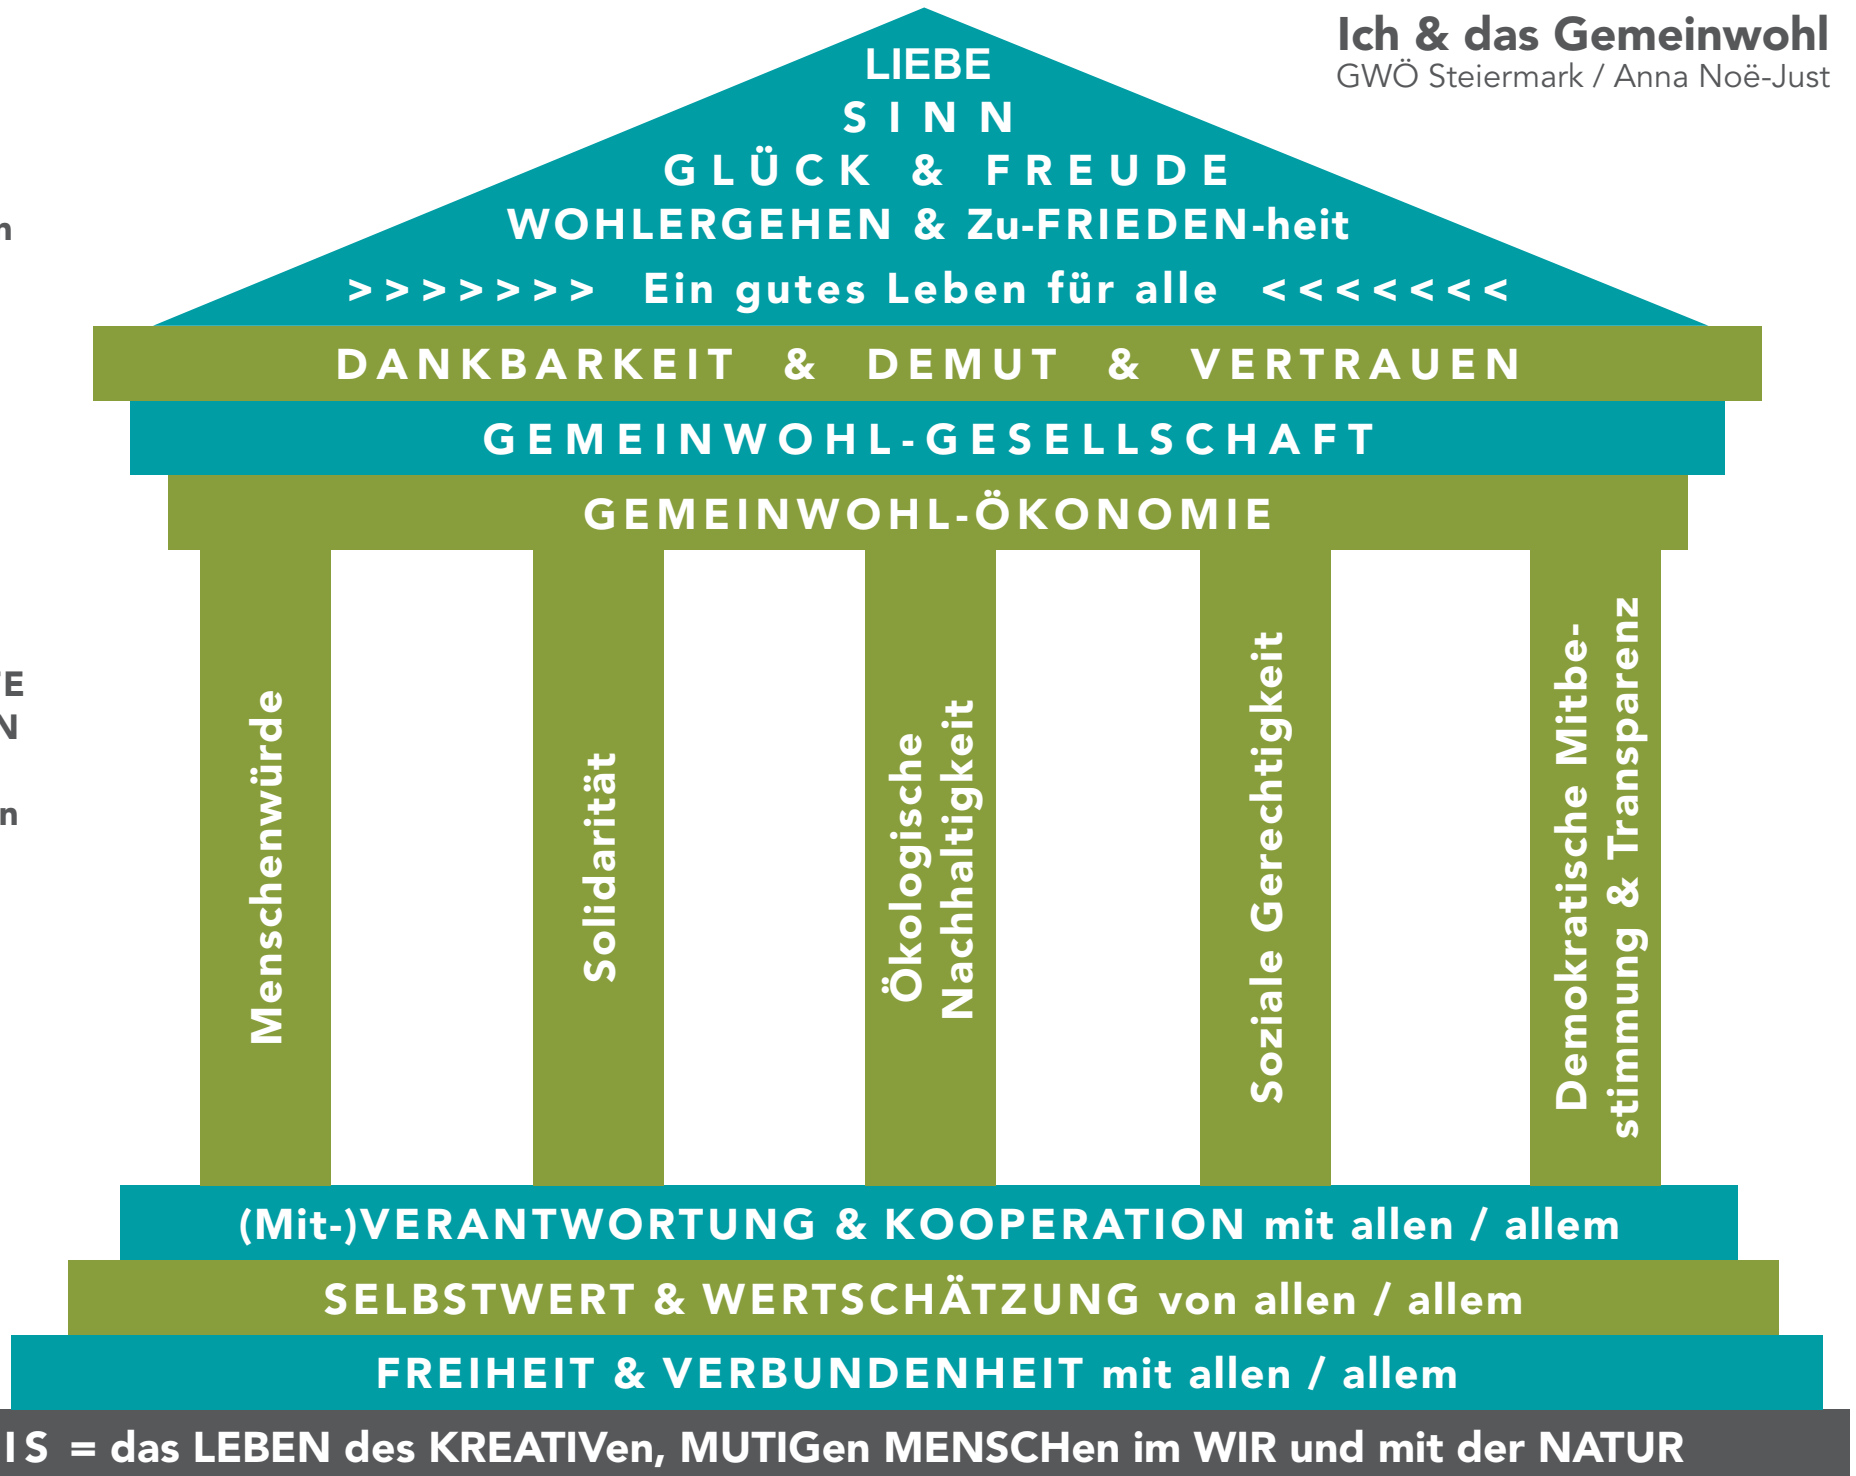 Ich & das Gemeinwohl
GWÖ Steiermark / Anna Noë-Just
LIEBE
SINN
GLÜCK & FREUDE
WOHLERGEHEN & Zu-FRIEDEN-heit
>>>>>>> Ein gutes Leben für alle <<<<<<<
DANKBARKEIT & DEMUT & VERTRAUEN
GEMEINWOHL-GESELLSCHAFT
GEMEINWOHL-ÖKONOMIE
Menschenwürde
Solidarität
Ökologische
Nachhaltigkeit
Soziale Gerechtigkeit
Demokratische Mitbe-
stimmung & Transparenz
(Mit-)VERANTWORTUNG & KOOPERATION mit allen / allem
SELBSTWERT & WERTSCHÄTZUNG von allen / allem
FREIHEIT & VERBUNDENHEIT mit allen / allem
IS = das LEBEN des KREATIVen, MUTIGen MENSCHen im WIR und mit der NATUR